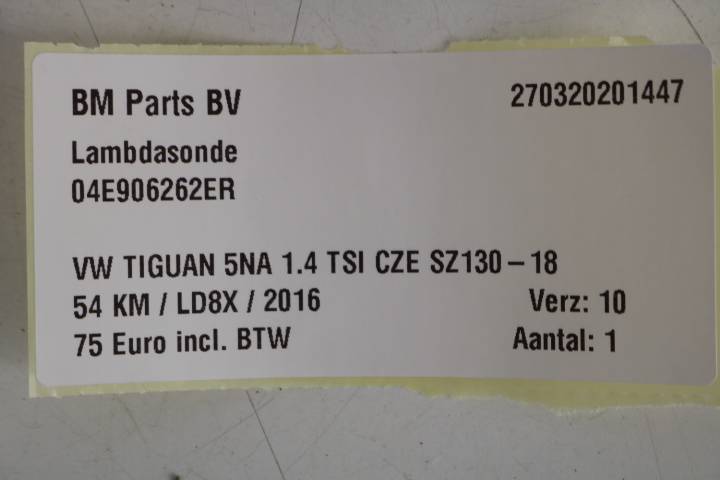 BM Parts BV 270320201447
Lambdasonde
04E906262ER
VW TIGUAN 5NA 1.4 TSI CZE SZ130-18
54 KM / LD8X / 2016 Verz: 10
75 Euro incl. BTW Aantal: 1